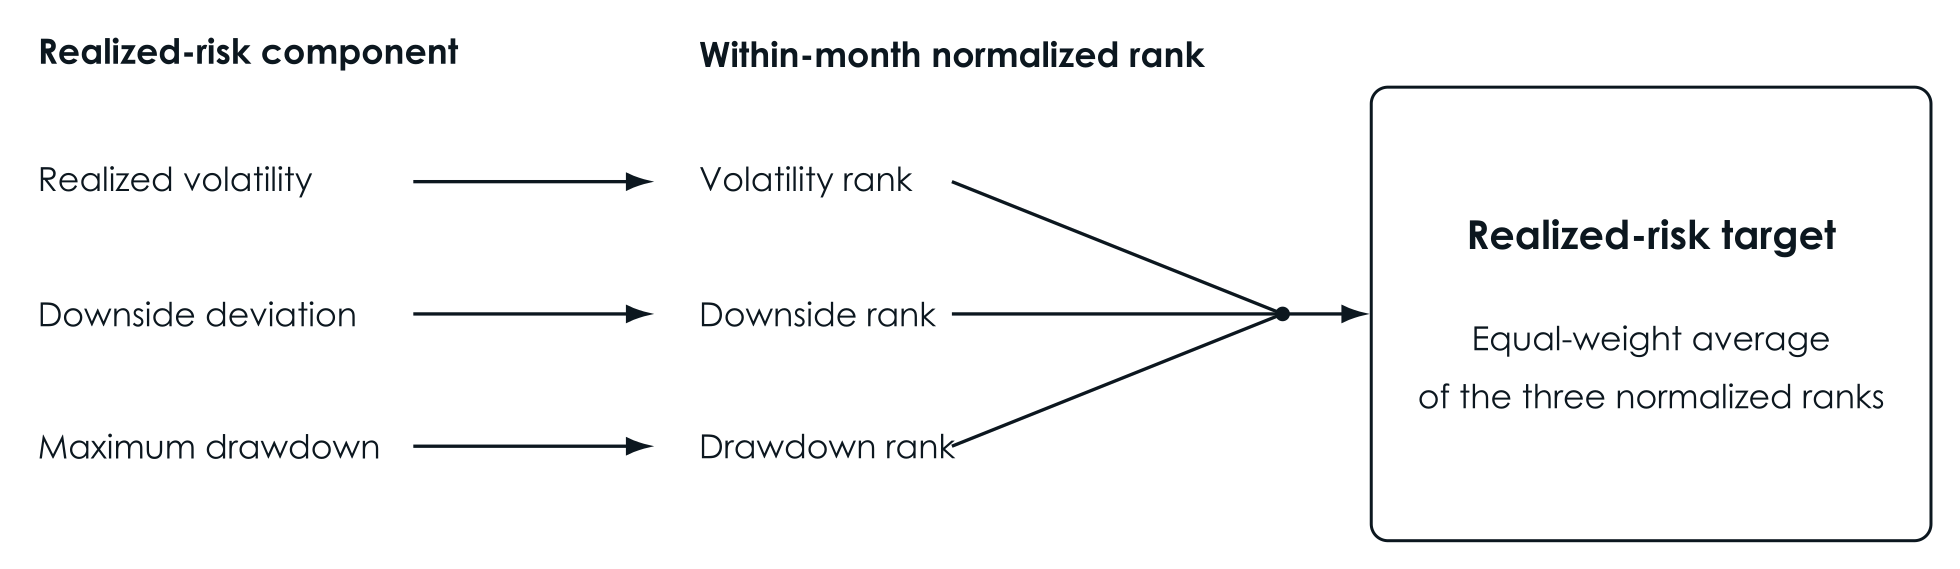 Realized-risk component
Within-month normalized rank
Realized volatility
Volatility rank
Downside deviation
Downside rank
Maximum drawdown
Drawdown rank
Realized-risk target
Equal-weight average
of the three normalized ranks